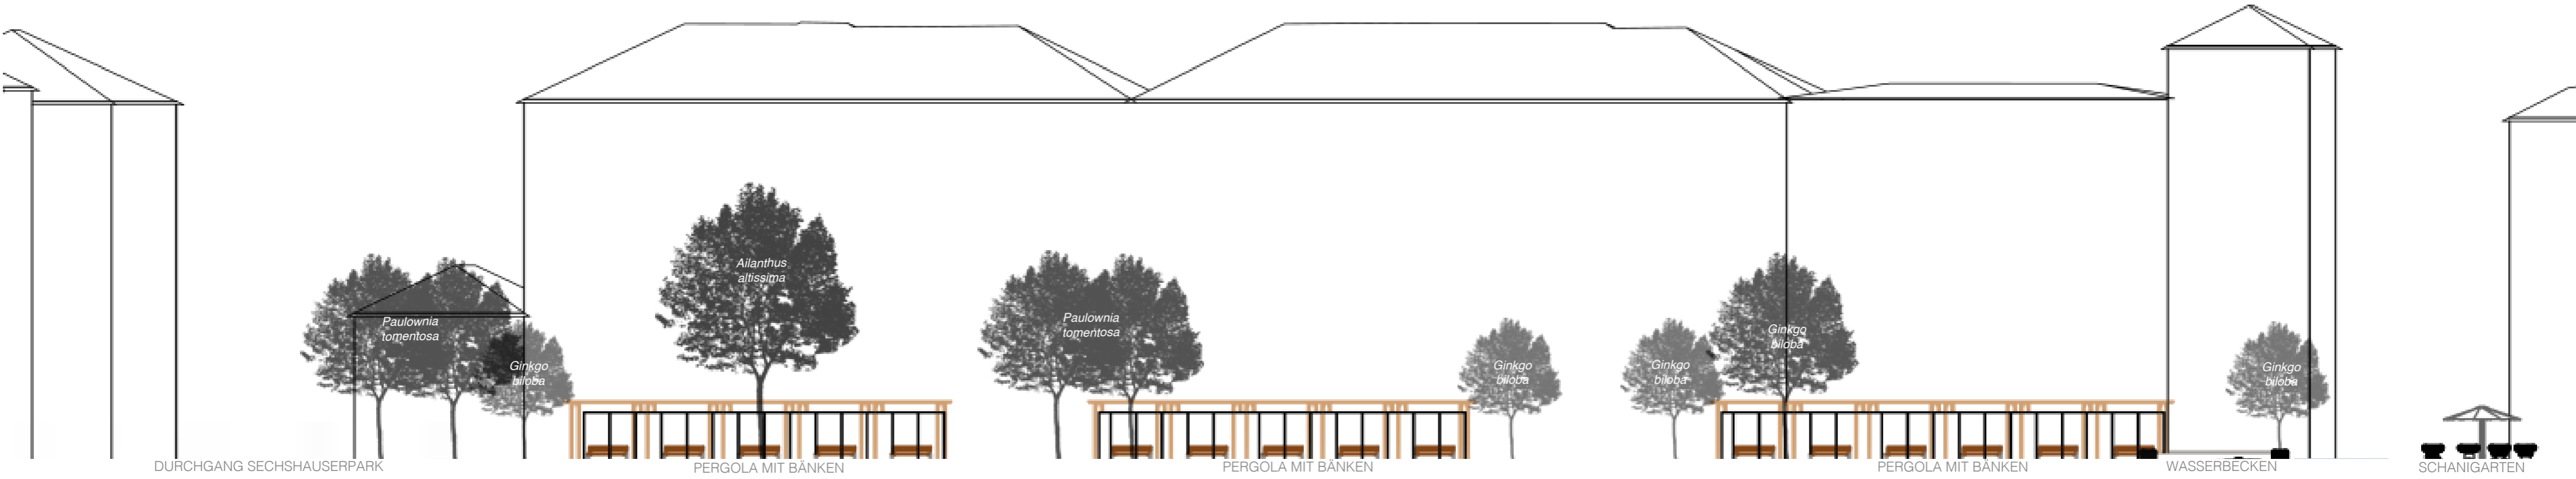 Ailanthus
altissima
Paulownia
tomentosa
Paulownia
tomentosa
Ginkgo
biloba
Ginkgo
biloba
Ginkgo
biloba
Ginkgo
biloba
Ginkgo
biloba
DURCHGANG SECHSHAUSERPARK
PERGOLA MIT BÄNKEN
PERGOLA MIT BÄNKEN
PERGOLA MIT BÄNKEN
WASSERBECKEN
SCHANIGARTEN